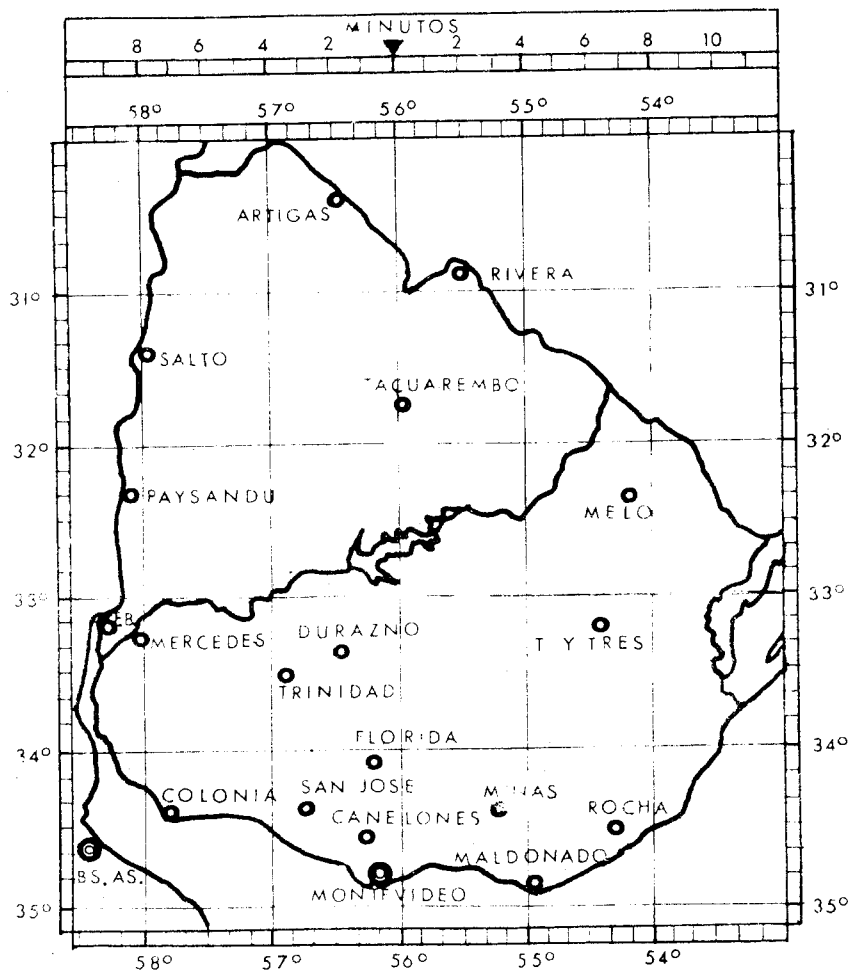 MINUTOS
8 6 4 2 2 4 6 8 10
58° 57° 56° 55° 54°
ARTIGAS
RIVERA
31° 31°
SALTO
TACUAREMBO
32° 32°
PAYSANDU
MELO
33° 33°
MERCEDES
DURAZNO
T Y TRES
TRINIDAD
FLORIDA
34° 34°
COLONIA
SAN JOSE
MINAS
CANELONES
ROCHA
MALDONADO
BS. AS.
MONTEVIDEO
35° 35°
58° 57° 56° 55° 54°